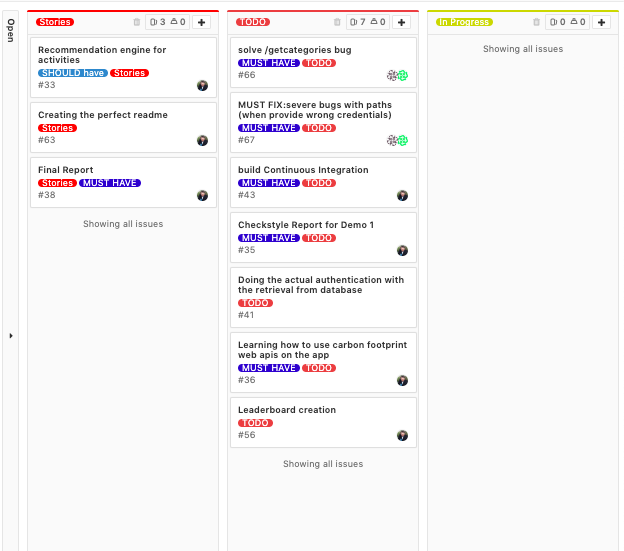 Open
Stories 3 0
Recommendation engine for
activities
SHOULD have Stories
#33
Creating the perfect readme
Stories
#63
Final Report
Stories MUST HAVE
#38
Showing all issues
TODO 7 0
solve /getcategories bug
MUST HAVE TODO
#66
MUST FIX:severe bugs with paths
(when provide wrong credentials)
MUST HAVE TODO
#67
build Continuous Integration
MUST HAVE TODO
#43
Checkstyle Report for Demo 1
MUST HAVE TODO
#35
Doing the actual authentication with
the retrieval from database
TODO
#41
Learning how to use carbon footprint
web apis on the app
MUST HAVE TODO
#36
Leaderboard creation
TODO
#56
Showing all issues
In Progress 0 0
Showing all issues